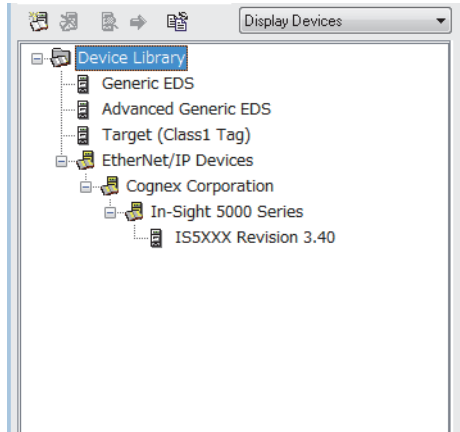 Display Devices
Device Library
Generic EDS
Advanced Generic EDS
Target (Class1 Tag)
EtherNet/IP Devices
Cognex Corporation
In-Sight 5000 Series
IS5XXX Revision 3.40